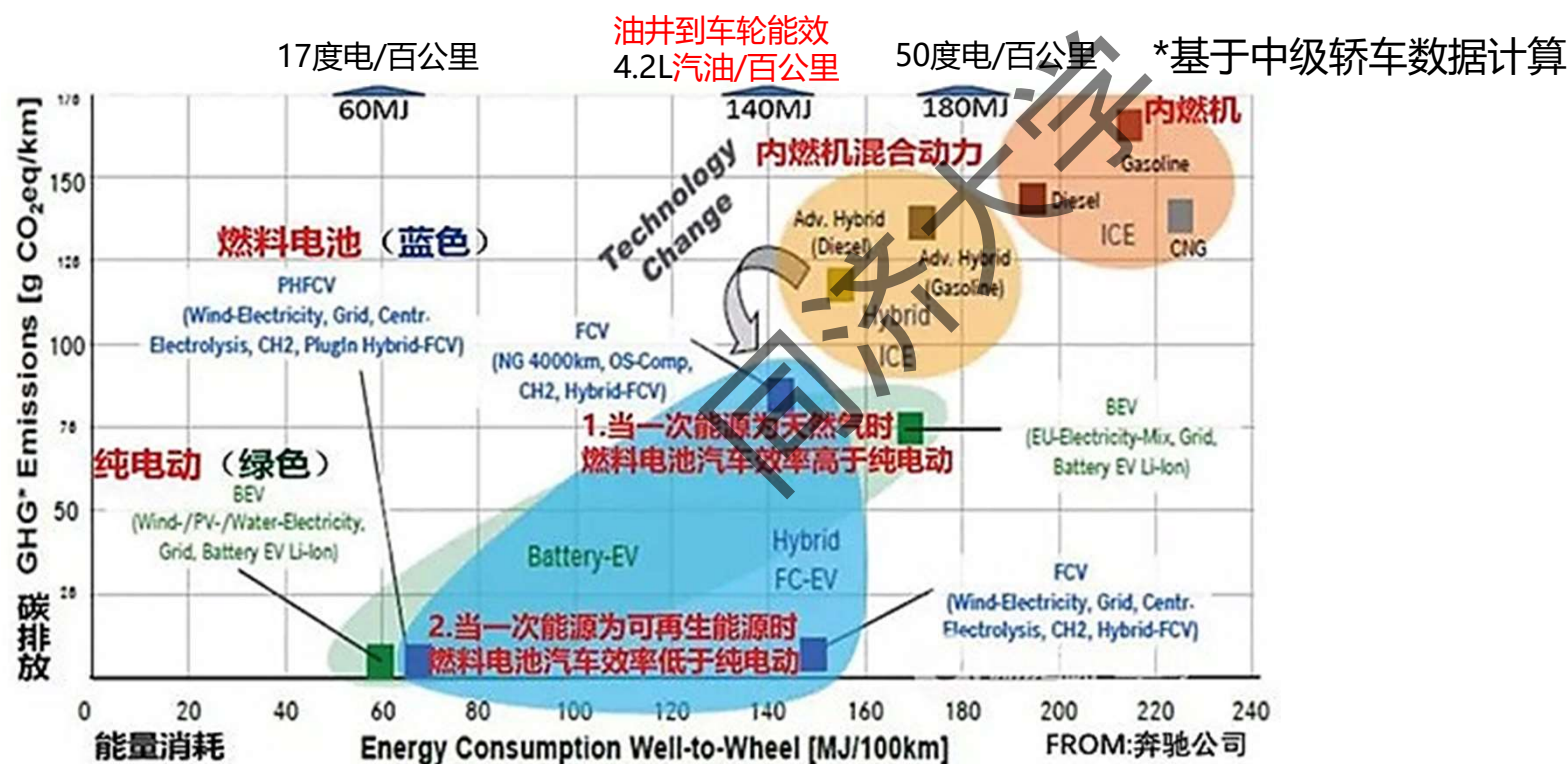 17度电/百公里
油井到车轮能效
4.2L汽油/百公里
50度电/百公里
*基于中级轿车数据计算
60MJ
140MJ
180MJ
碳排放 GHG* Emissions [g CO₂eq/km]
175
150
125
100
75
50
25
内燃机
Gasoline
Diesel
ICE
CNG
内燃机混合动力
Adv. Hybrid
(Diesel)
Adv. Hybrid
(Gasoline)
Hybrid
ICE
Technology
Change
燃料电池（蓝色）
PHFCV
(Wind-Electricity, Grid, Centr.
Electrolysis, CH2, PlugIn Hybrid-FCV)
FCV
(NG 4000km, OS-Comp,
CH2, Hybrid-FCV)
1.当一次能源为天然气时
燃料电池汽车效率高于纯电动
BEV
(EU-Electricity-Mix, Grid,
Battery EV Li-Ion)
纯电动（绿色）
BEV
(Wind-/PV-/Water-Electricity,
Grid, Battery EV Li-Ion)
Battery-EV
Hybrid
FC-EV
FCV
(Wind-Electricity, Grid, Centr.
Electrolysis, CH2, Hybrid-FCV)
2.当一次能源为可再生能源时
燃料电池汽车效率低于纯电动
0 20 40 60 80 100 120 140 160 180 200 220 240
能量消耗
Energy Consumption Well-to-Wheel [MJ/100km]
FROM:奔驰公司
同济大学